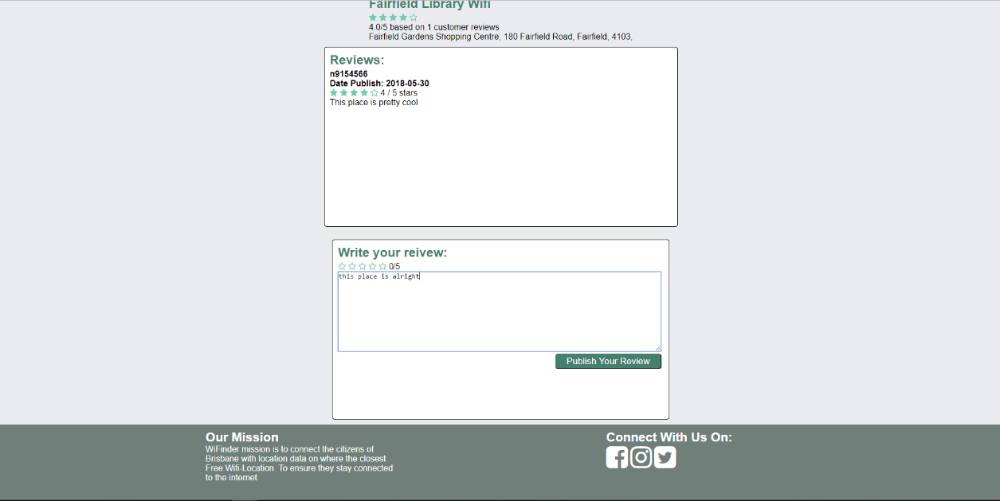 Fairfield Library Wifi
4.0/5 based on 1 customer reviews
Fairfield Gardens Shopping Centre, 180 Fairfield Road, Fairfield, 4103,
Reviews:
n9154566
Date Publish: 2018-05-30
4 / 5 stars
This place is pretty cool
Write your reivew:
0/5
this place is alright
Publish Your Review
Our Mission
WiFinder mission is to connect the citizens of
Brisbane with location data on where the closest
Free Wifi-Location. To ensure they stay connected
to the internet
Connect With Us On: